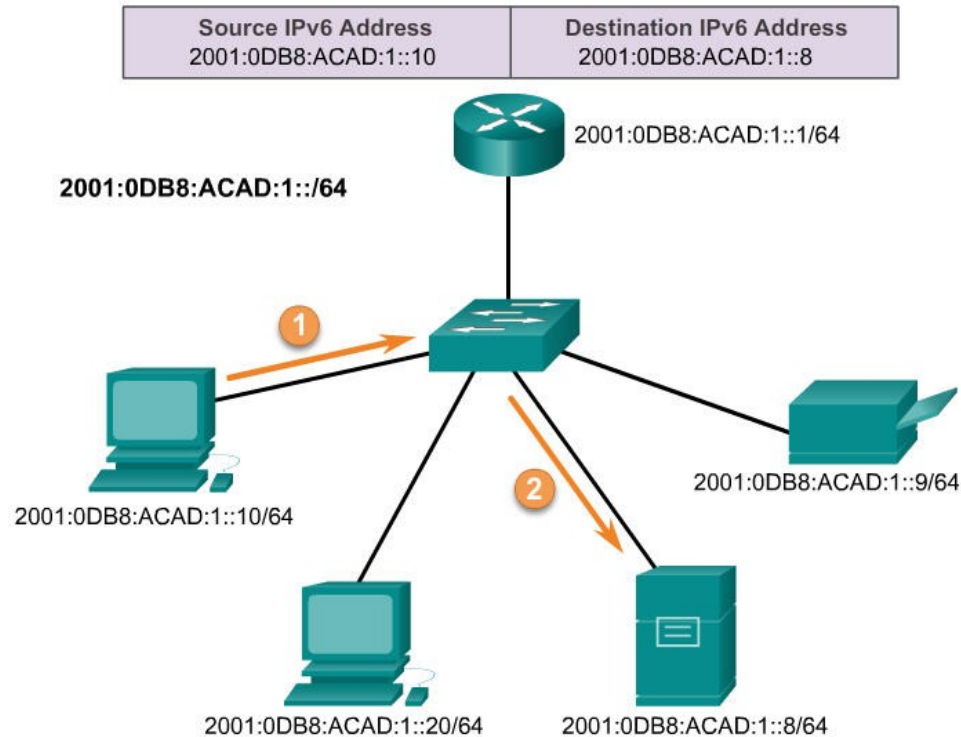 Source IPv6 Address
2001:0DB8:ACAD:1::10
Destination IPv6 Address
2001:0DB8:ACAD:1::8
2001:0DB8:ACAD:1::1/64
2001:0DB8:ACAD:1::/64
1
2
2001:0DB8:ACAD:1::10/64
2001:0DB8:ACAD:1::9/64
2001:0DB8:ACAD:1::20/64
2001:0DB8:ACAD:1::8/64